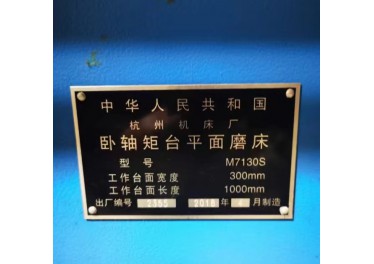 中华人民共和国
杭州机床厂
卧轴矩台平面磨床
型号 M7130S
工作台面宽度 300mm
工作台面长度 1000mm
出厂编号 年 月制造